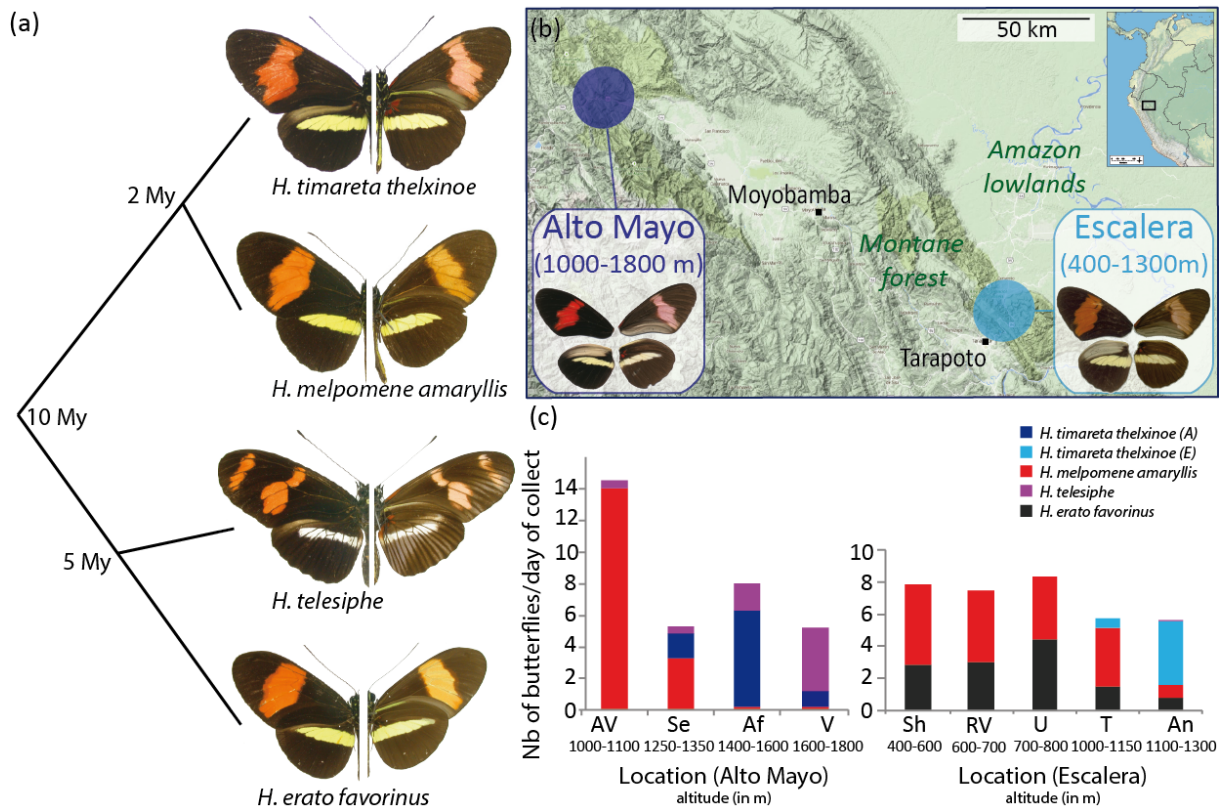 (a)
H. timareta thelxinoe
2 My
H. melpomene amaryllis
10 My
5 My
H. telesiphe
H. erato favorinus
(b)
50 km
Amazon
lowlands
Moyobamba
Montane
forest
Tarapoto
Alto Mayo
(1000-1800 m)
Escalera
(400-1300m)
(c)
H. timareta thelxinoe (A)
H. timareta thelxinoe (E)
H. melpomene amaryllis
H. telesiphe
H. erato favorinus
Nb of butterflies/day of collect
14
12
10
8
6
4
2
0
AV Se Af V
1000-1100 1250-1350 1400-1600 1600-1800
Location (Alto Mayo)
altitude (in m)
10
8
6
4
2
0
Sh RV U T An
400-600 600-700 700-800 1000-1150 1100-1300
Location (Escalera)
altitude (in m)